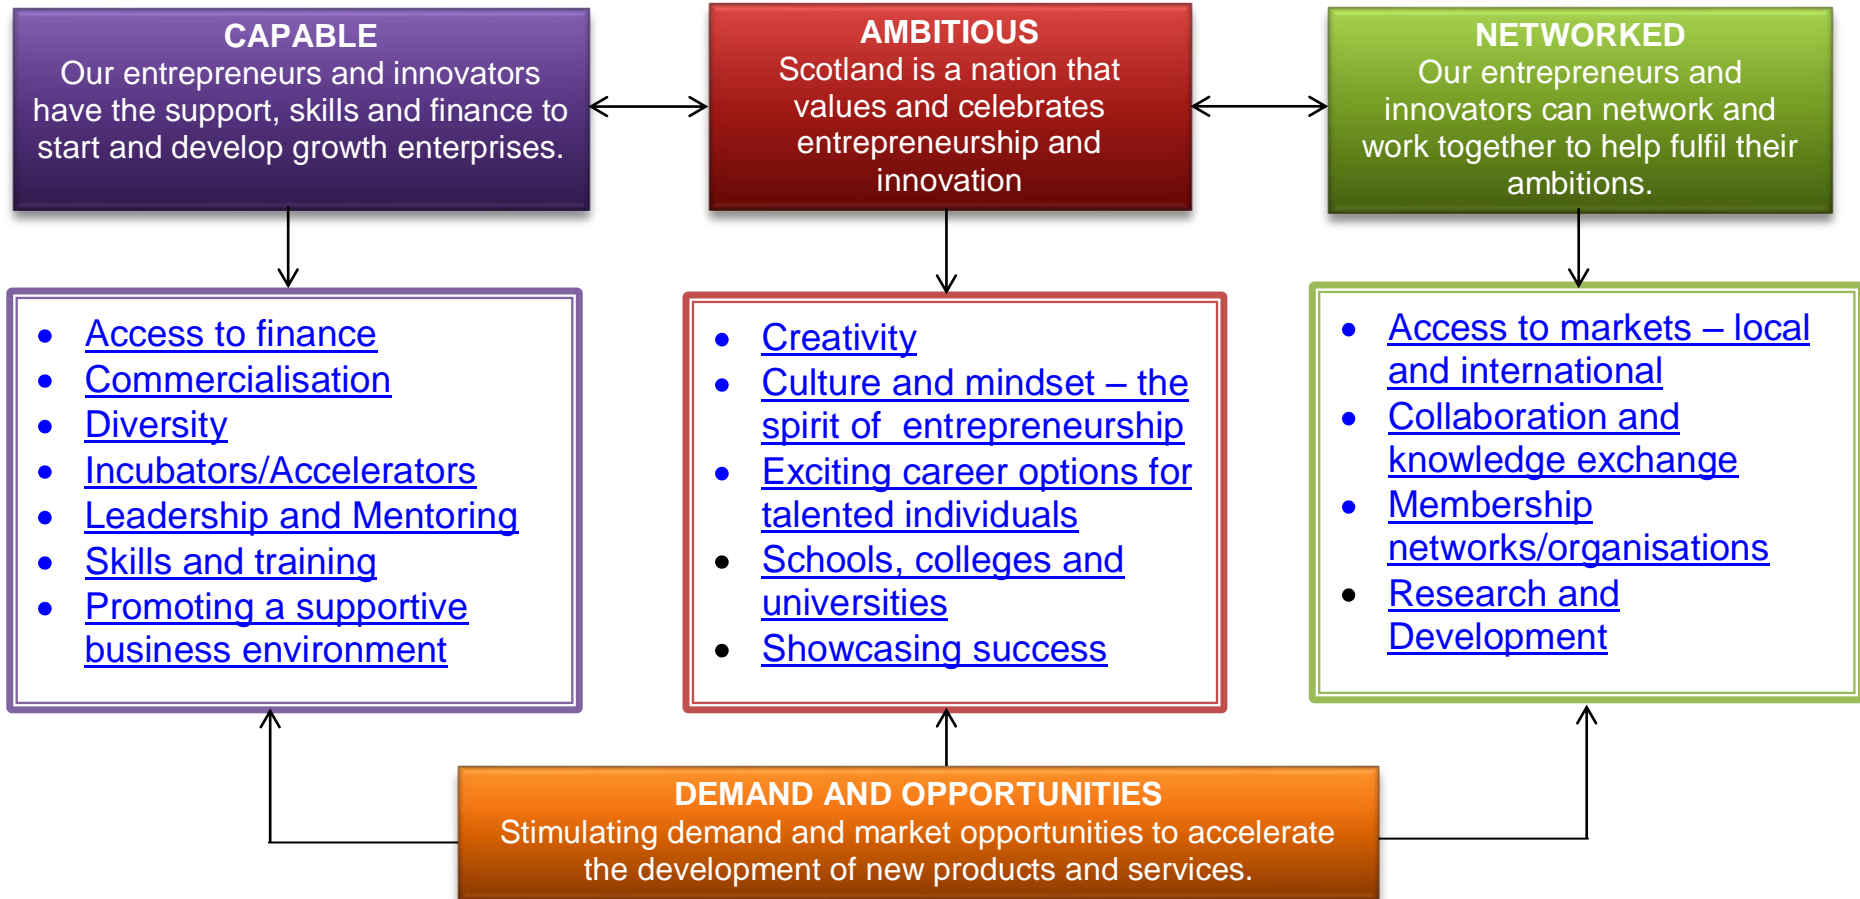 CAPABLE
Our entrepreneurs and innovators
have the support, skills and finance to
start and develop growth enterprises.
AMBITIOUS
Scotland is a nation that
values and celebrates
entrepreneurship and
innovation
NETWORKED
Our entrepreneurs and
innovators can network and
work together to help fulfil their
ambitions.
• Access to finance
• Commercialisation
• Diversity
• Incubators/Accelerators
• Leadership and Mentoring
• Skills and training
• Promoting a supportive
business environment
• Creativity
• Culture and mindset – the
spirit of  entrepreneurship
• Exciting career options for
talented individuals
• Schools, colleges and
universities
• Showcasing success
• Access to markets – local
and international
• Collaboration and
knowledge exchange
• Membership
networks/organisations
• Research and
Development
DEMAND AND OPPORTUNITIES
Stimulating demand and market opportunities to accelerate
the development of new products and services.